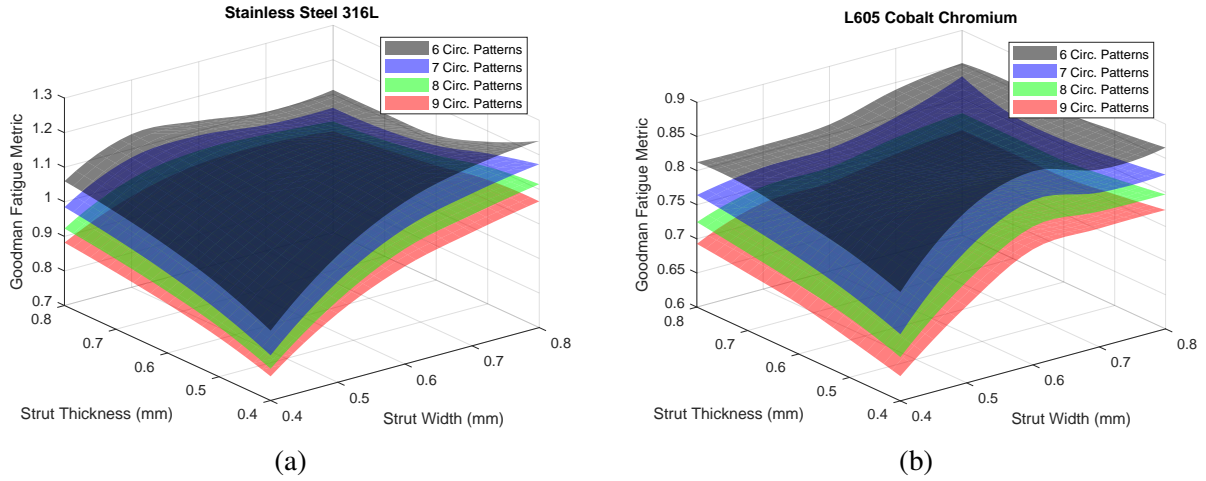 Stainless Steel 316L
6 Circ. Patterns
7 Circ. Patterns
8 Circ. Patterns
9 Circ. Patterns
Goodman Fatigue Metric
1.3
1.2
1.1
1
0.9
0.8
0.7
0.8
0.7
0.6
0.5
0.4
Strut Thickness (mm)
0.4
0.5
0.6
0.7
0.8
Strut Width (mm)
(a)
L605 Cobalt Chromium
6 Circ. Patterns
7 Circ. Patterns
8 Circ. Patterns
9 Circ. Patterns
Goodman Fatigue Metric
0.9
0.85
0.8
0.75
0.7
0.65
0.6
0.8
0.7
0.6
0.5
0.4
Strut Thickness (mm)
0.4
0.5
0.6
0.7
0.8
Strut Width (mm)
(b)